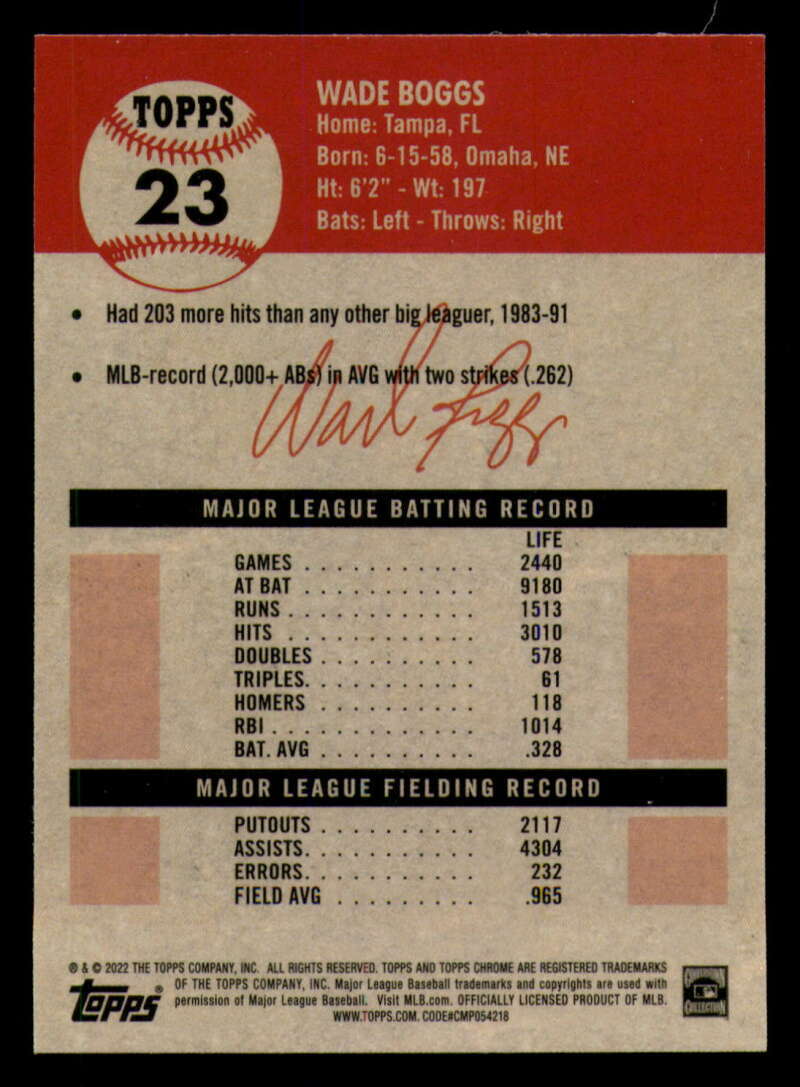 TOPPS
23
WADE BOGGS
Home: Tampa, FL
Born: 6-15-58, Omaha, NE
Ht: 6'2" - Wt: 197
Bats: Left - Throws: Right
• Had 203 more hits than any other big leaguer, 1983-91
• MLB-record (2,000+ ABs) in AVG with two strikes (.262)
Wade Boggs
MAJOR LEAGUE BATTING RECORD
LIFE
GAMES . . . . . . . . . . . 2440
AT BAT . . . . . . . . . . . 9180
RUNS . . . . . . . . . . . . 1513
HITS . . . . . . . . . . . . 3010
DOUBLES . . . . . . . . . . 578
TRIPLES. . . . . . . . . . . 61
HOMERS . . . . . . . . . . 118
RBI . . . . . . . . . . . . . 1014
BAT. AVG . . . . . . . . . . .328
MAJOR LEAGUE FIELDING RECORD
PUTOUTS . . . . . . . . . . 2117
ASSISTS. . . . . . . . . . . 4304
ERRORS. . . . . . . . . . . 232
FIELD AVG . . . . . . . . . .965
® & © 2022 THE TOPPS COMPANY, INC. ALL RIGHTS RESERVED. TOPPS AND TOPPS CHROME ARE REGISTERED TRADEMARKS
OF THE TOPPS COMPANY, INC. Major League Baseball trademarks and copyrights are used with
permission of Major League Baseball. Visit MLB.com. OFFICIALLY LICENSED PRODUCT OF MLB.
WWW.TOPPS.COM. CODE#CMP054218
topps®
COOPERSTOWN
COLLECTION